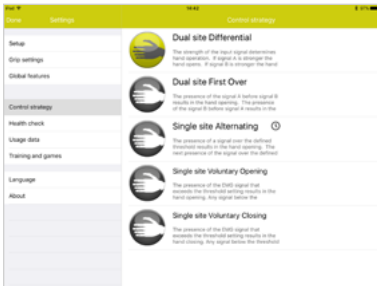 iPad
14:42
Done
Settings
Control strategy
Setup
Grip settings
Global features
Control strategy
Health check
Usage data
Training and games
Language
About
Dual site Differential
The strength of the input signal determines
hand operation. If signal A is stronger the
hand opens. If signal B is stronger the hand
Dual site First Over
The presence of the signal A before signal B
results in the hand opening. The presence
of the signal B before signal A results in the
Single site Alternating
The presence of a signal over the defined
threshold results in the hand opening. The
next presence of the signal over the defined
Single site Voluntary Opening
The presence of the EMG signal that
exceeds the threshold setting results in the
hand opening. Any signal below the
Single site Voluntary Closing
The presence of the EMG signal that
exceeds the threshold setting results in the
hand closing. Any signal below the threshold